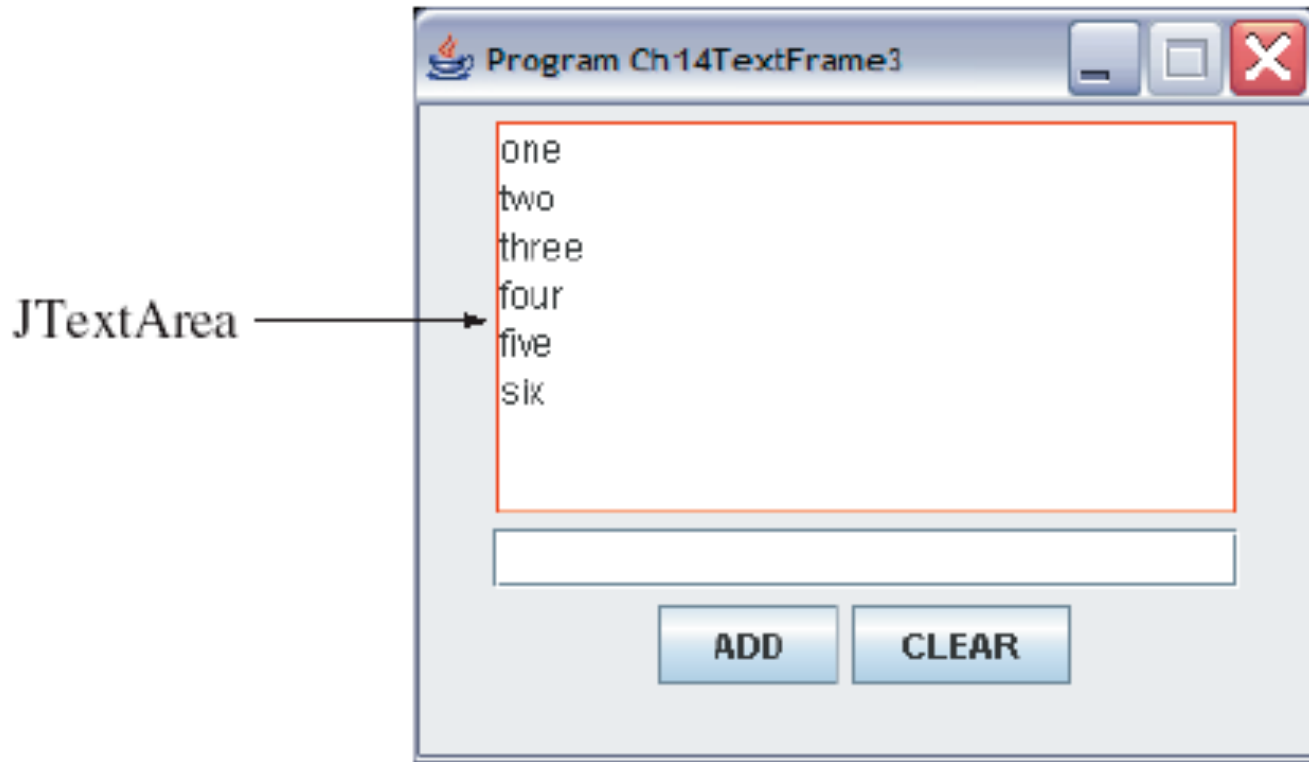 Program Ch14TextFrame3
one
two
three
four
JTextArea
five
six
ADD CLEAR